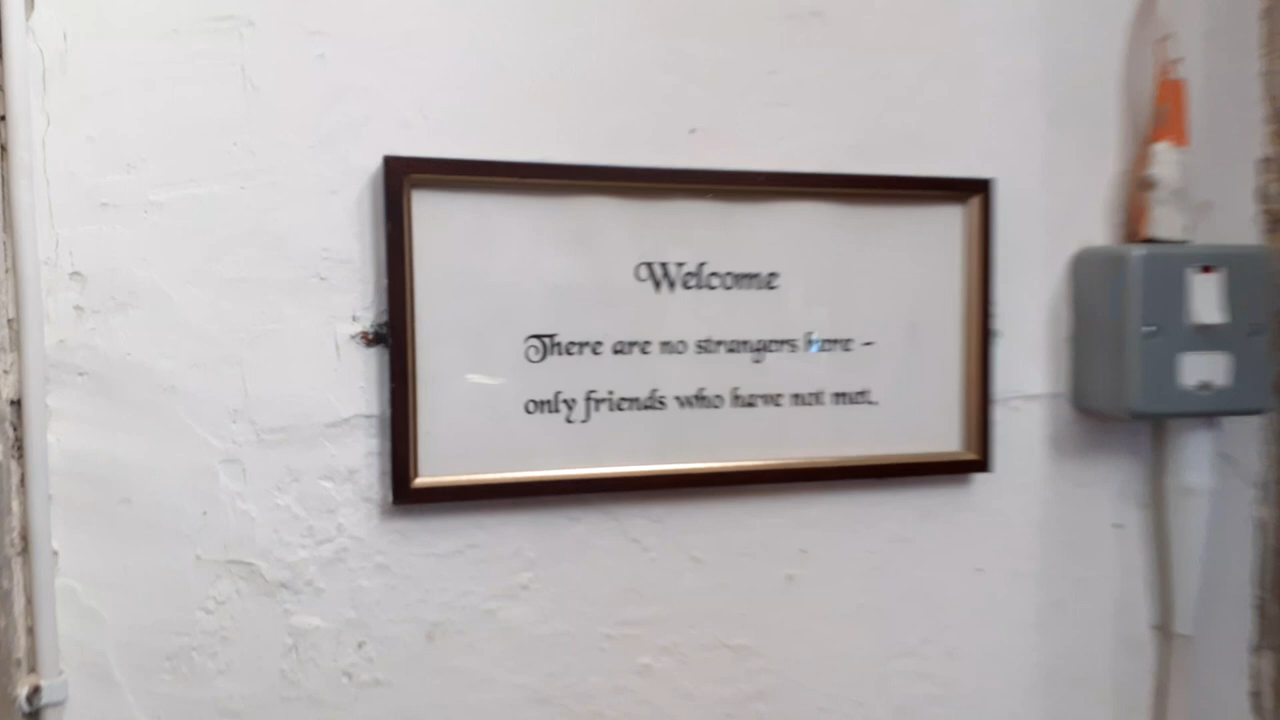 Welcome
There are no strangers here -
only friends who have not met.